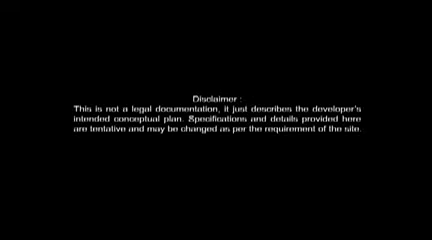 Disclaimer :
This is not a legal documentation, it just describes the developer's
intended conceptual plan. Specifications and details provided here
are tentative and may be changed as per the requirement of the site.